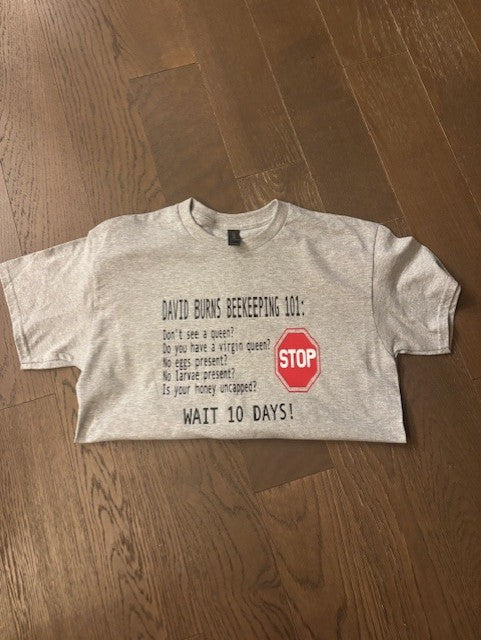 DAVID BURNS BEEKEEPING 101:
Don't see a queen?
Do you have a virgin queen?
No eggs present?
No larvae present?
Is your honey uncapped?
STOP
WAIT 10 DAYS!